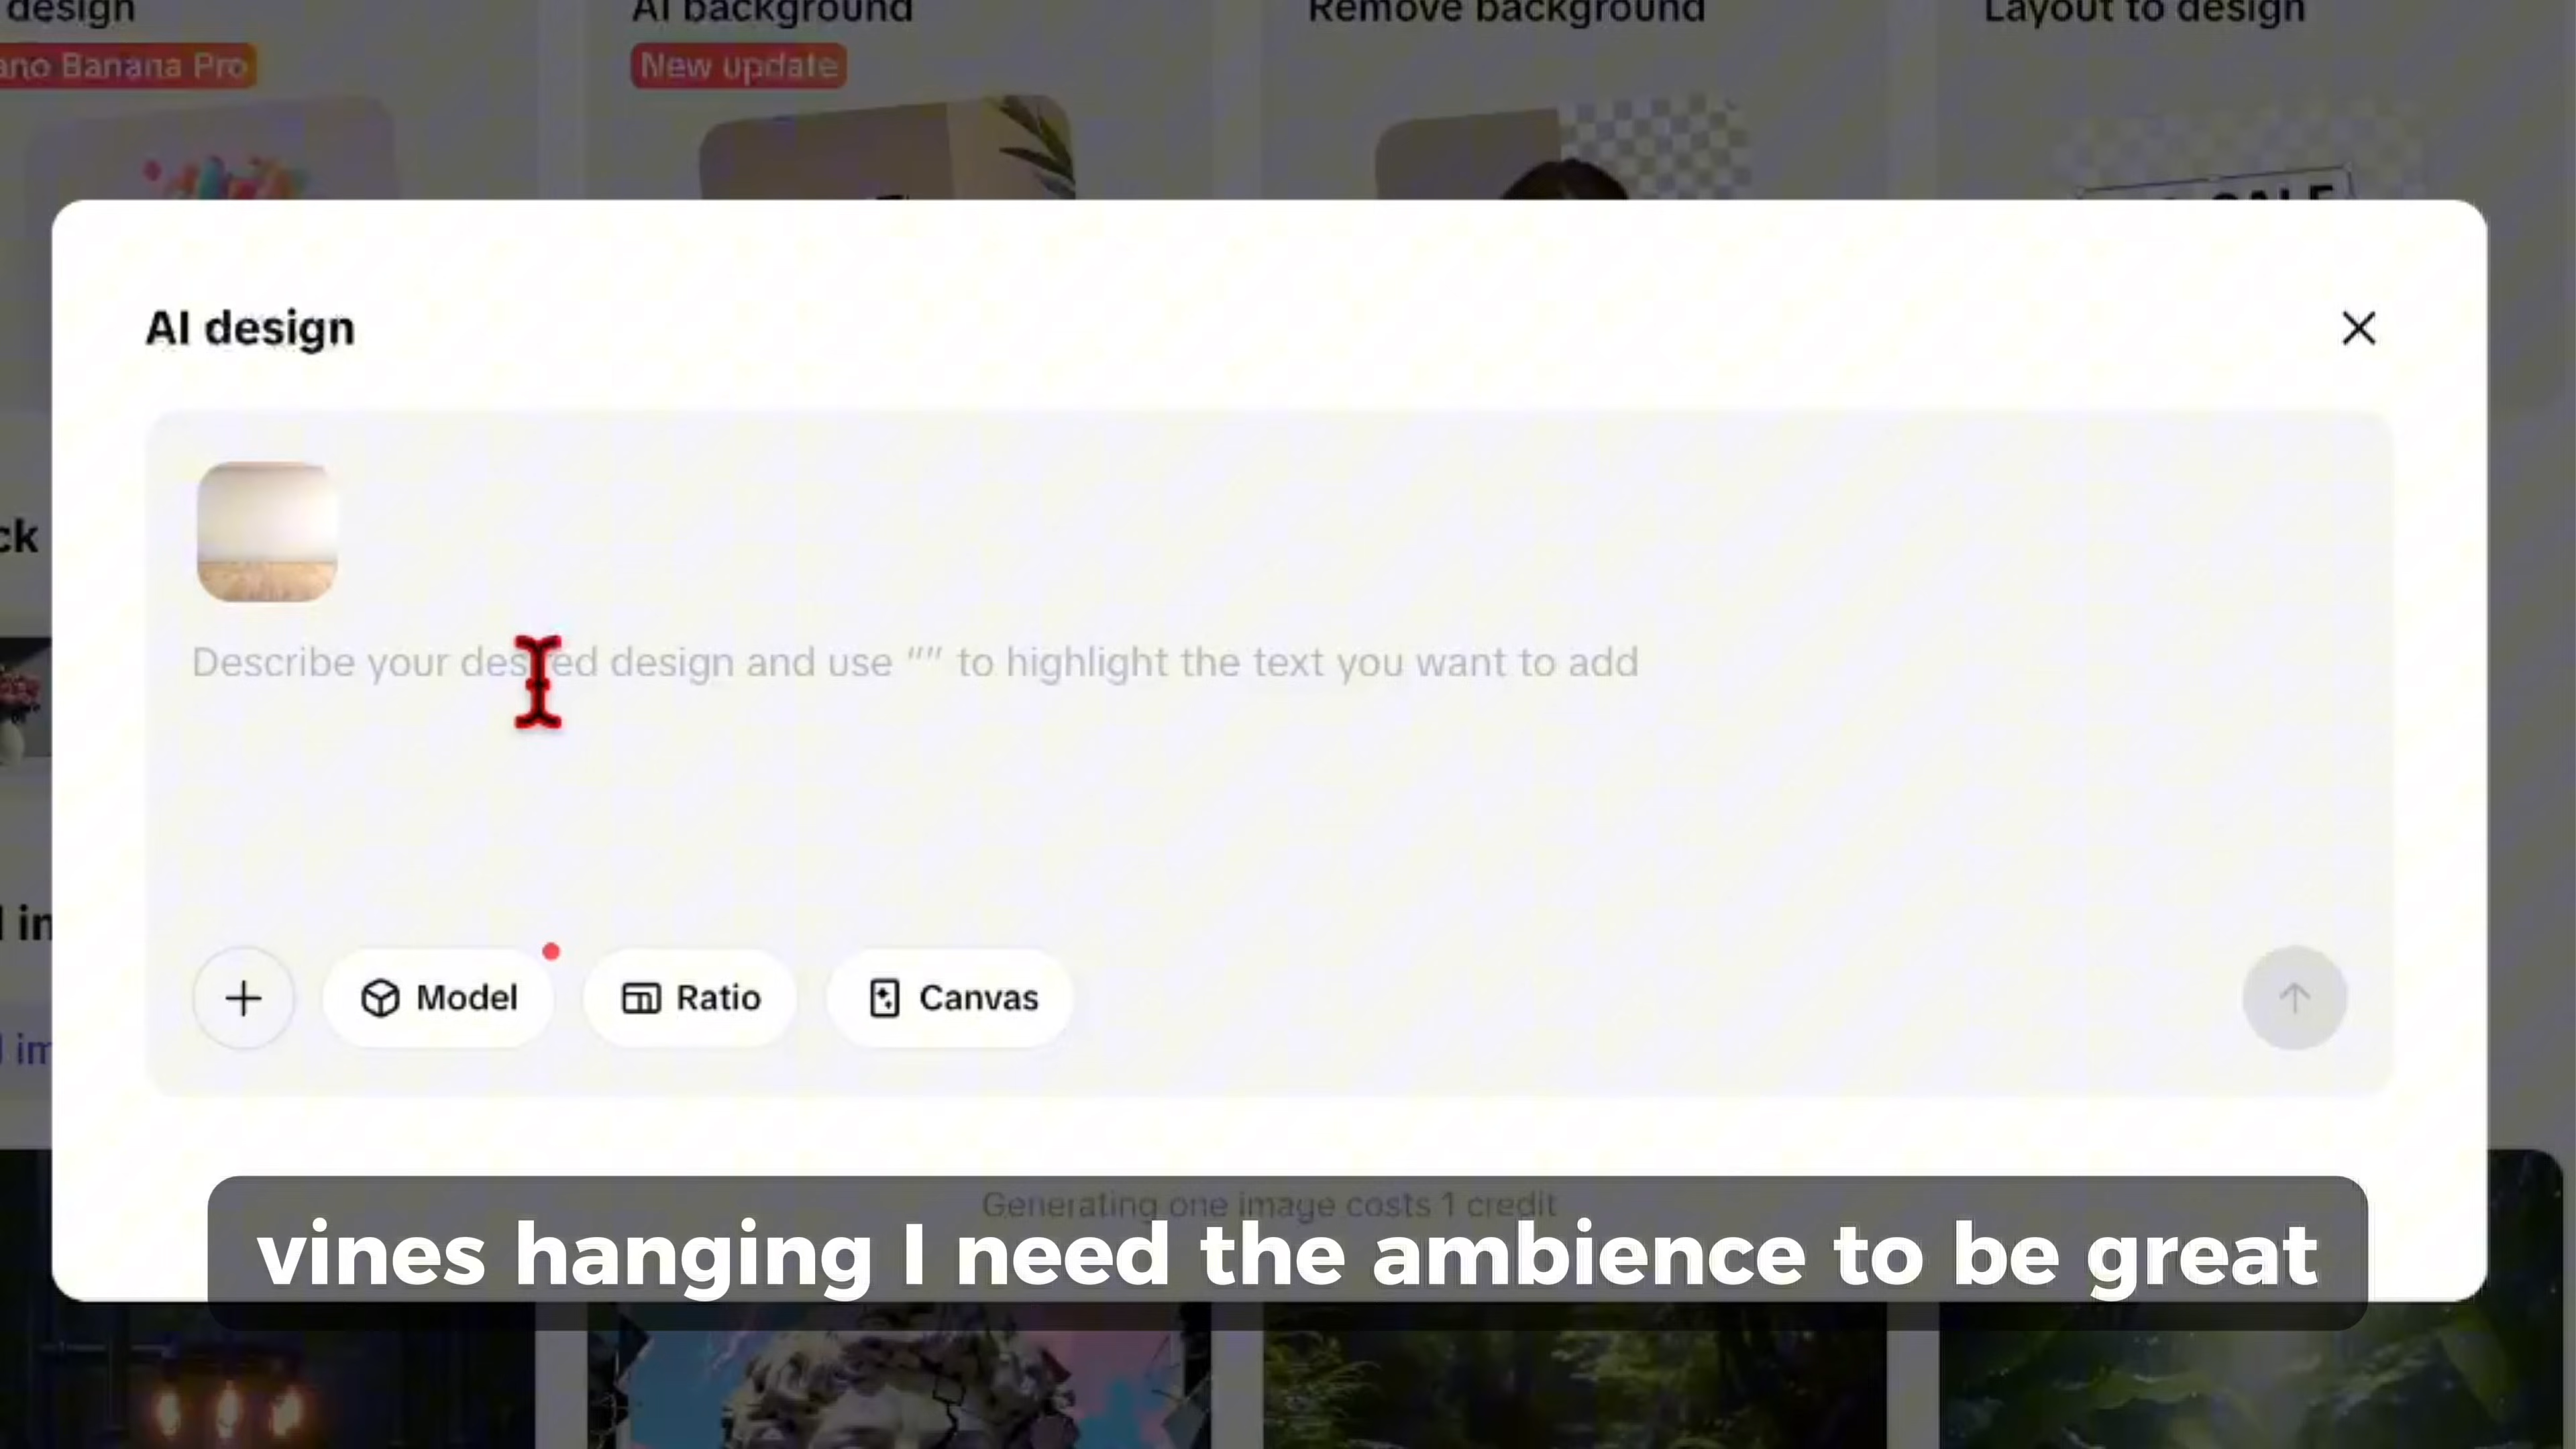 design
AI background
Remove background
Layout to design
ano Banana Pro
New update
SALE
AI design
ck
Describe your desired design and use “” to highlight the text you want to add
Model
Ratio
Canvas
Generating one image costs 1 credit
vines hanging I need the ambience to be great